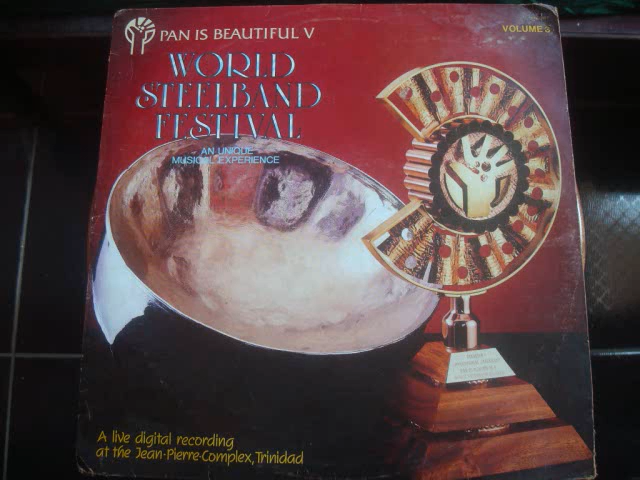 PAN IS BEAUTIFUL V
VOLUME 3
WORLD
STEELBAND
FESTIVAL
AN UNIQUE
MUSICAL EXPERIENCE
A live digital recording
at the Jean-Pierre-Complex, Trinidad